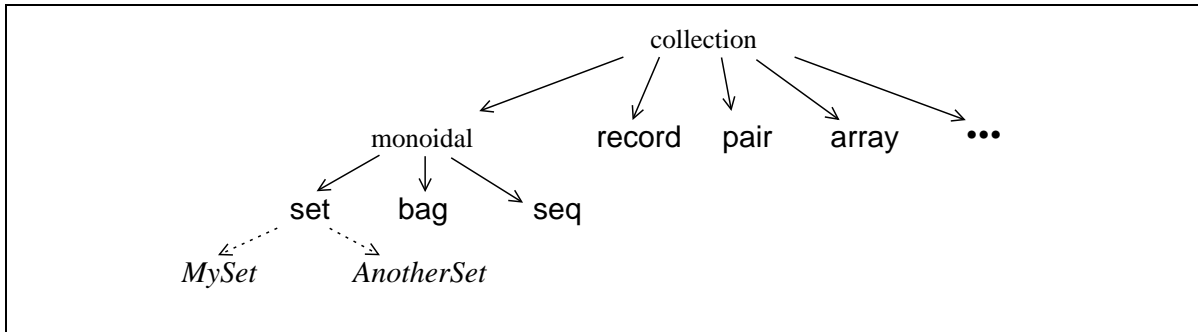 collection
monoidal record pair array •••
set bag seq
MySet AnotherSet